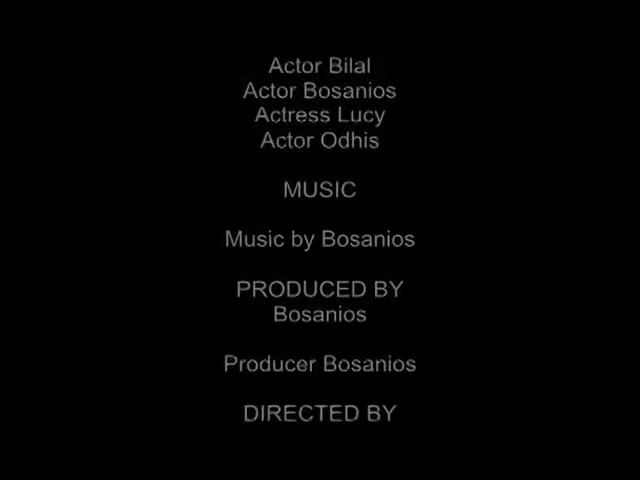 Actor Bilal
Actor Bosanios
Actress Lucy
Actor Odhis
MUSIC
Music by Bosanios
PRODUCED BY
Bosanios
Producer Bosanios
DIRECTED BY